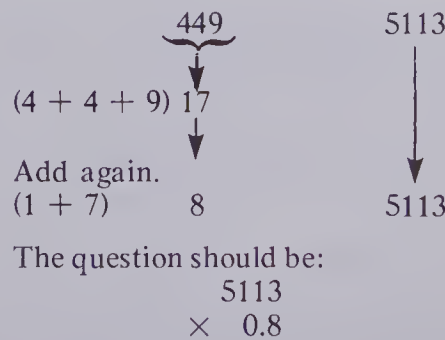 449 5113
(4 + 4 + 9) 17
Add again.
(1 + 7) 8 5113
The question should be:
5113
× 0.8